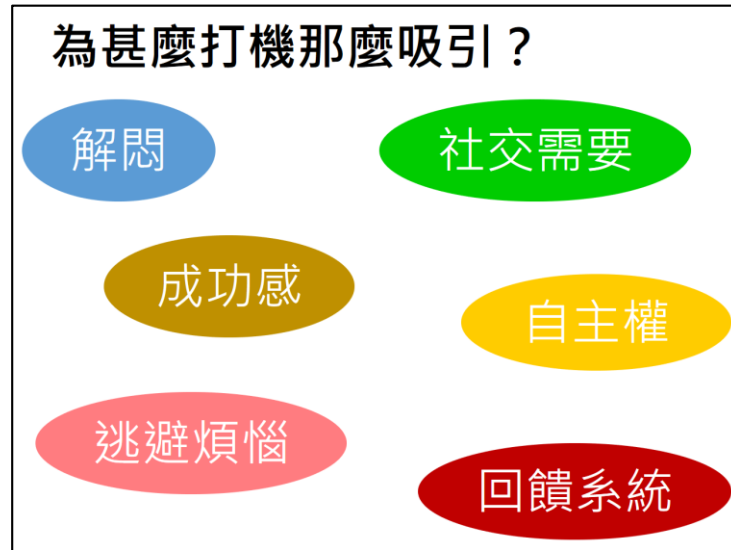 為甚麼打機那麼吸引？
解悶
社交需要
成功感
自主權
逃避煩惱
回饋系統